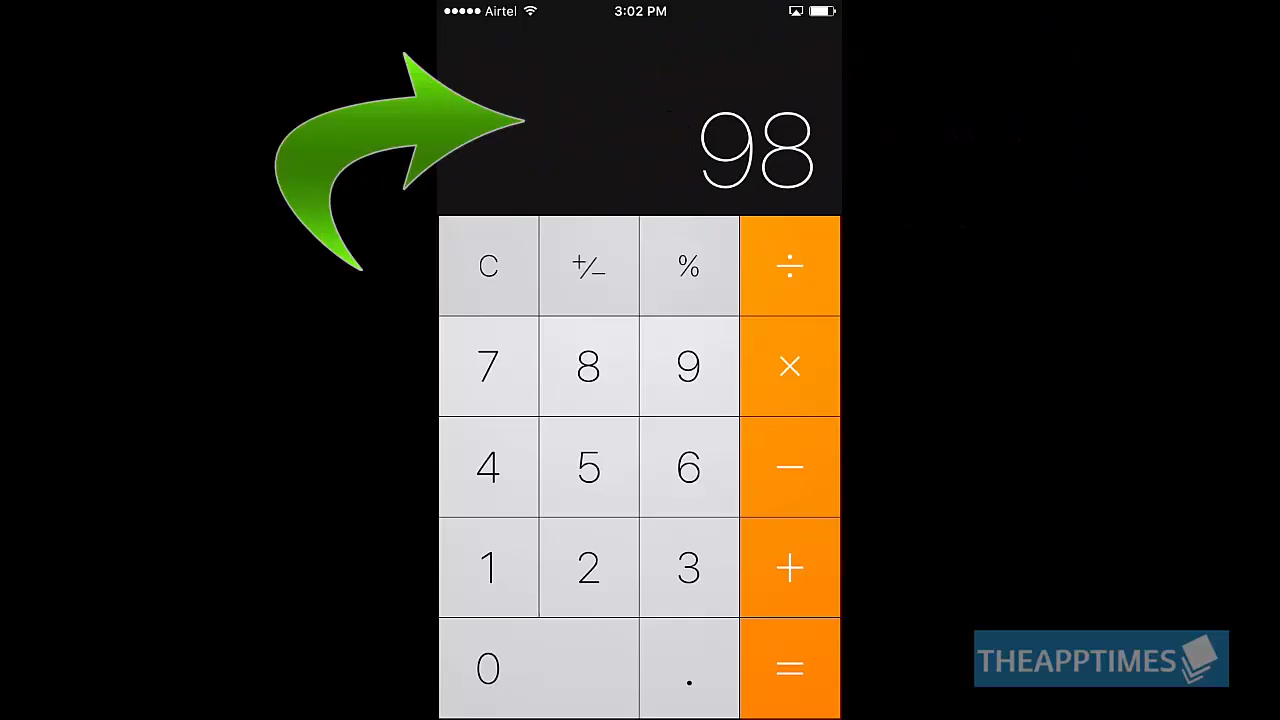 Airtel 3:02 PM
98
C +/− % ÷
7 8 9 ×
4 5 6 −
1 2 3 +
0 . =
THEAPPTIMES